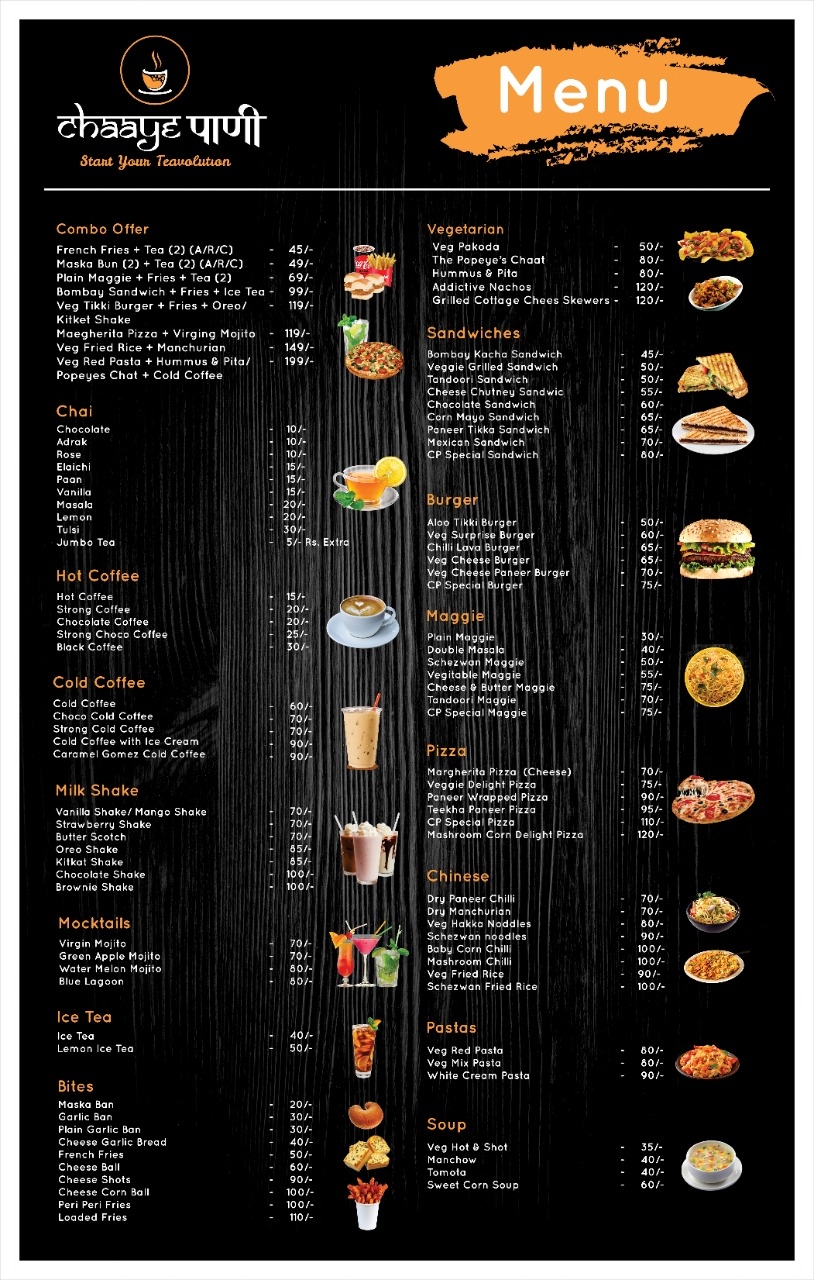 chaaye पाणी
Start Your Teavolution
Menu
Combo Offer
French Fries + Tea (2) (A/R/C) - 45/-
Maska Bun (2) + Tea (2) (A/R/C) - 49/-
Plain Maggie + Fries + Tea (2) - 69/-
Bombay Sandwich + Fries + Ice Tea - 99/-
Veg Tikki Burger + Fries + Oreo/ - 119/-
Kitket Shake
Maegherita Pizza + Virging Mojito - 119/-
Veg Fried Rice + Manchurian - 149/-
Veg Red Pasta + Hummus & Pita/ - 199/-
Popeyes Chat + Cold Coffee
Chai
Chocolate - 10/-
Adrak - 10/-
Rose - 10/-
Elaichi - 15/-
Paan - 15/-
Vanilla - 15/-
Masala - 20/-
Lemon - 20/-
Tulsi - 30/-
Jumbo Tea - 5/- Rs. Extra
Hot Coffee
Hot Coffee - 15/-
Strong Coffee - 20/-
Chocolate Coffee - 20/-
Strong Choco Coffee - 25/-
Black Coffee - 30/-
Cold Coffee
Cold Coffee - 60/-
Choco Cold Coffee - 70/-
Strong Cold Coffee - 70/-
Cold Coffee with Ice Cream - 90/-
Caramel Gomez Cold Coffee - 90/-
Milk Shake
Vanilla Shake/ Mango Shake - 70/-
Strawberry Shake - 70/-
Butter Scotch - 70/-
Oreo Shake - 85/-
Kitkat Shake - 85/-
Chocolate Shake - 100/-
Brownie Shake - 100/-
Mocktails
Virgin Mojito - 70/-
Green Apple Mojito - 70/-
Water Melon Mojito - 80/-
Blue Lagoon - 80/-
Ice Tea
Ice Tea - 40/-
Lemon Ice Tea - 50/-
Bites
Maska Ban - 20/-
Garlic Ban - 30/-
Plain Garlic Ban - 30/-
Cheese Garlic Bread - 40/-
French Fries - 50/-
Cheese Ball - 60/-
Cheese Shots - 90/-
Cheese Corn Ball - 100/-
Peri Peri Fries - 100/-
Loaded Fries - 110/-
Vegetarian
Veg Pakoda - 50/-
The Popeye's Chaat - 80/-
Hummus & Pita - 80/-
Addictive Nachos - 120/-
Grilled Cottage Chees Skewers - 120/-
Sandwiches
Bombay Kacha Sandwich - 45/-
Veggie Grilled Sandwich - 50/-
Tandoori Sandwich - 50/-
Cheese Chutney Sandwic - 55/-
Chocolate Sandwich - 60/-
Corn Mayo Sandwich - 65/-
Paneer Tikka Sandwich - 65/-
Mexican Sandwich - 70/-
CP Special Sandwich - 80/-
Burger
Aloo Tikki Burger - 50/-
Veg Surprise Burger - 60/-
Chilli Lava Burger - 65/-
Veg Cheese Burger - 65/-
Veg Cheese Paneer Burger - 70/-
CP Special Burger - 75/-
Maggie
Plain Maggie - 30/-
Double Masala - 40/-
Schezwan Maggie - 50/-
Vegitable Maggie - 55/-
Cheese & Butter Maggie - 75/-
Tandoori Maggie - 70/-
CP Special Maggie - 75/-
Pizza
Margherita Pizza (Cheese) - 70/-
Veggie Delight Pizza - 75/-
Paneer Wrapped Pizza - 90/-
Teekha Paneer Pizza - 95/-
CP Special Pizza - 110/-
Mashroom Corn Delight Pizza - 120/-
Chinese
Dry Paneer Chilli - 70/-
Dry Manchurian - 70/-
Veg Hakka Noddles - 80/-
Schezwan noodles - 90/-
Baby Corn Chilli - 100/-
Mashroom Chilli - 100/-
Veg Fried Rice - 90/-
Schezwan Fried Rice - 100/-
Pastas
Veg Red Pasta - 80/-
Veg Mix Pasta - 80/-
White Cream Pasta - 90/-
Soup
Veg Hot & Shot - 35/-
Manchow - 40/-
Tomota - 40/-
Sweet Corn Soup - 60/-